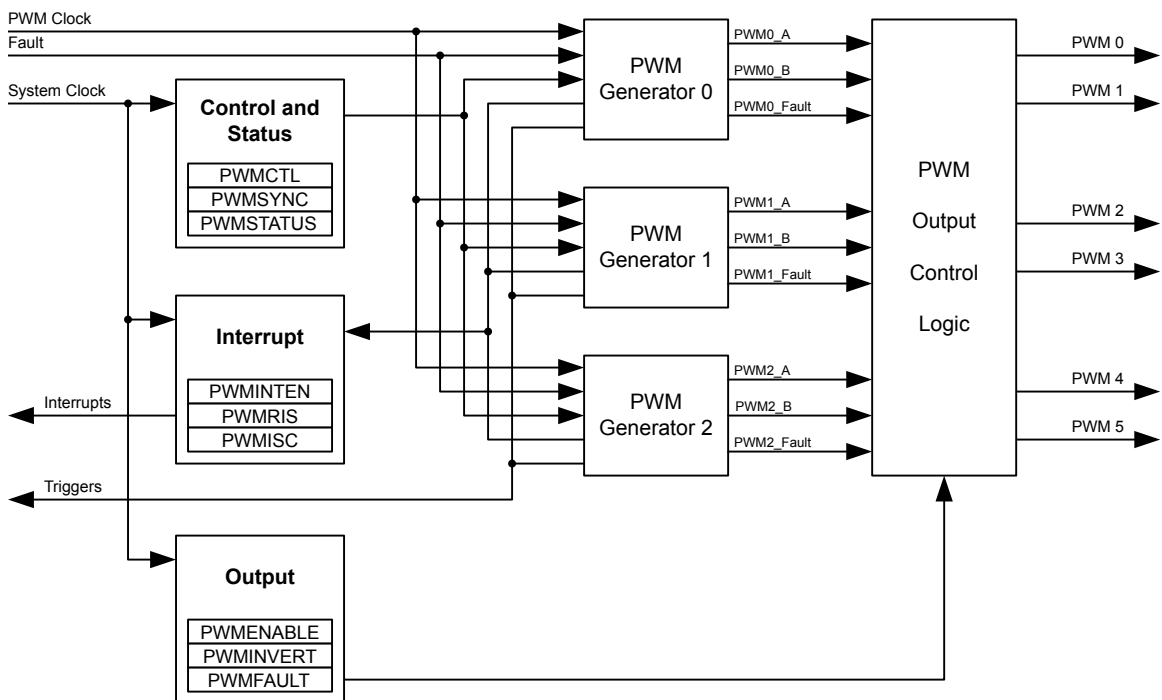 PWM Clock
Fault
System Clock
Control and
Status
PWMCTL
PWMSYNC
PWMSTATUS
Interrupt
PWMINTEN
PWMRIS
PWMISC
Interrupts
Triggers
Output
PWMENABLE
PWMINVERT
PWMFAULT
PWM
Generator 0
PWM0_A
PWM0_B
PWM0_Fault
PWM
Generator 1
PWM1_A
PWM1_B
PWM1_Fault
PWM
Generator 2
PWM2_A
PWM2_B
PWM2_Fault
PWM
Output
Control
Logic
PWM 0
PWM 1
PWM 2
PWM 3
PWM 4
PWM 5